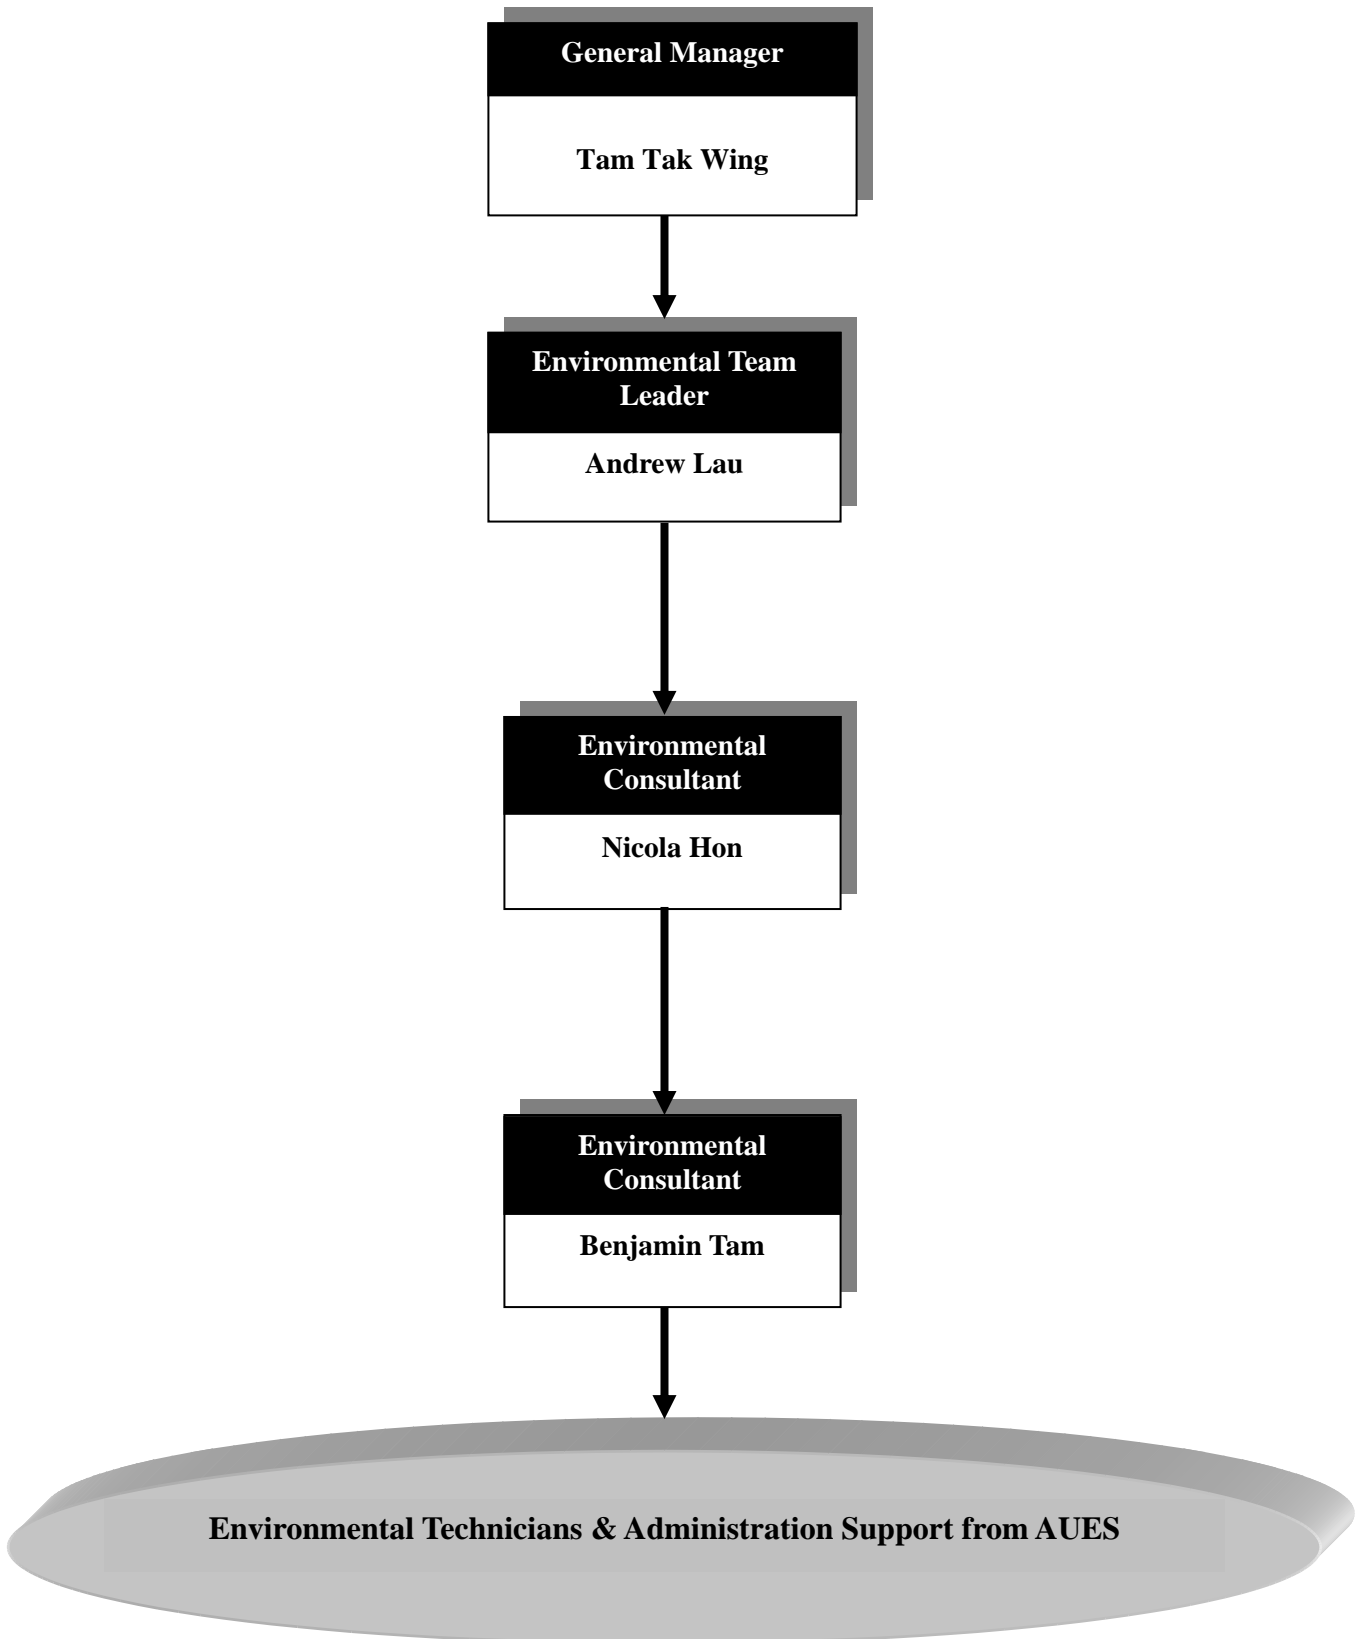 General Manager
Tam Tak Wing
Environmental Team
Leader
Andrew Lau
Environmental
Consultant
Nicola Hon
Environmental
Consultant
Benjamin Tam
Environmental Technicians & Administration Support from AUES